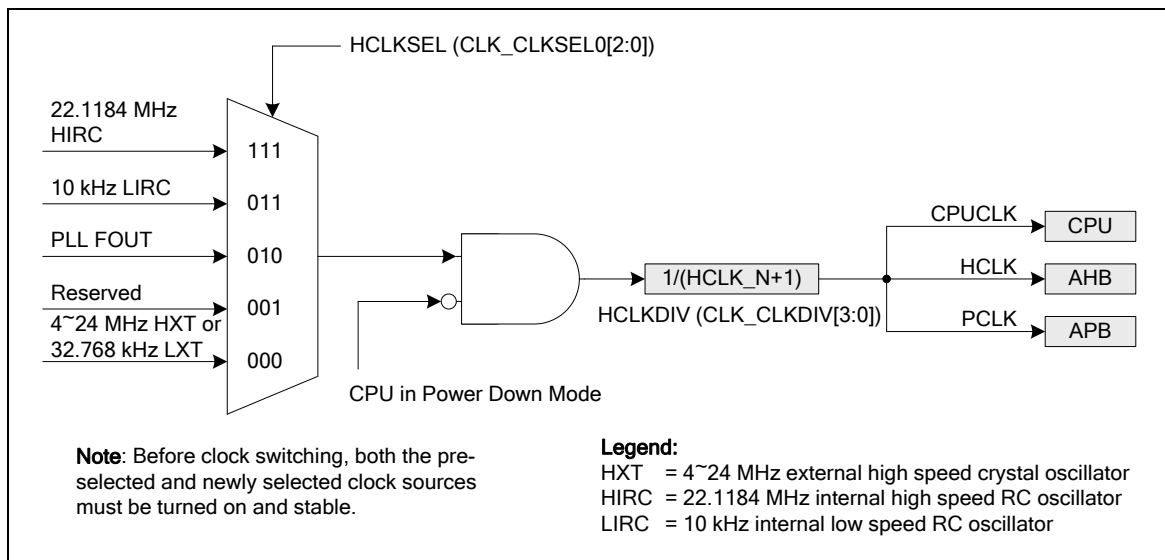 HCLKSEL (CLK_CLKSEL0[2:0])
22.1184 MHz
HIRC
111
10 kHz LIRC
011
PLL FOUT
010
Reserved
001
4~24 MHz HXT or
32.768 kHz LXT
000
CPU in Power Down Mode
1/(HCLK_N+1)
HCLKDIV (CLK_CLKDIV[3:0])
CPUCLK
CPU
HCLK
AHB
PCLK
APB
Note: Before clock switching, both the pre-
selected and newly selected clock sources
must be turned on and stable.
Legend:
HXT = 4~24 MHz external high speed crystal oscillator
HIRC = 22.1184 MHz internal high speed RC oscillator
LIRC = 10 kHz internal low speed RC oscillator